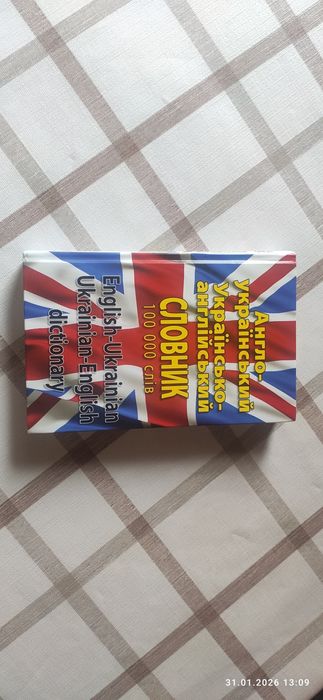 Англо-
український
українсько-
англійський
СЛОВНИК
100 000 слів
English-Ukrainian
Ukrainian-English
dictionary
31.01.2026 13:09